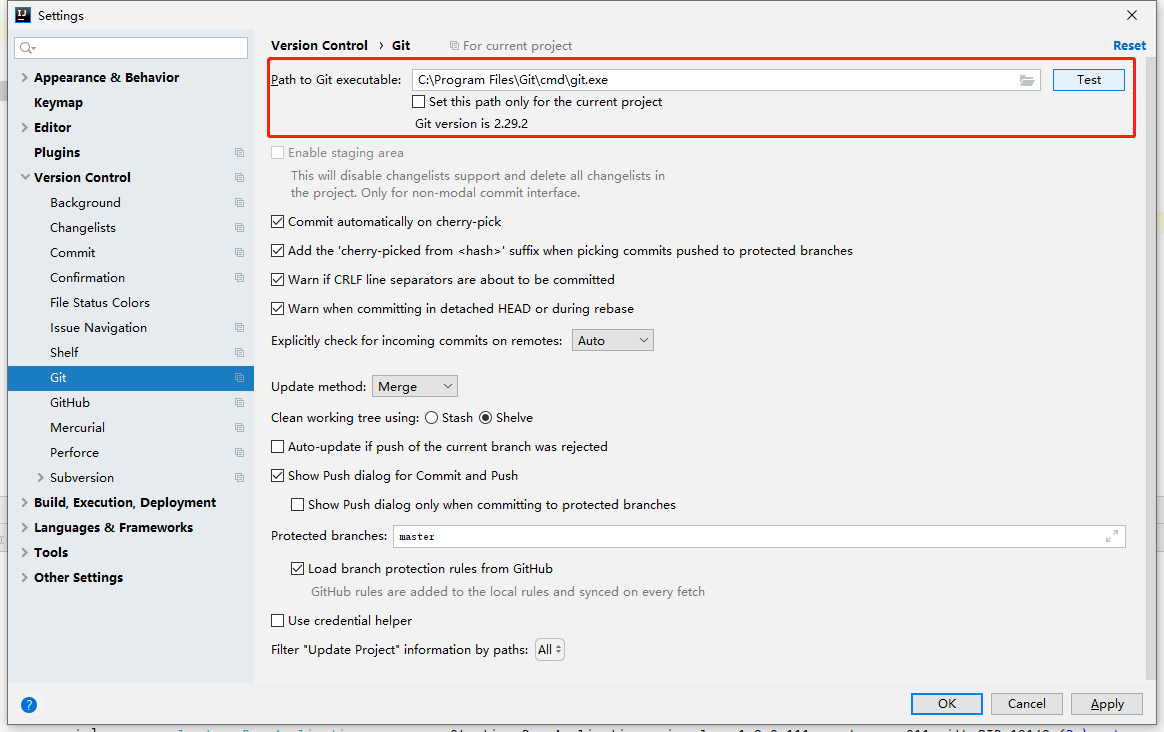 Settings
Version Control › Git
For current project
Reset
Appearance & Behavior
Keymap
Editor
Plugins
Version Control
Background
Changelists
Commit
Confirmation
File Status Colors
Issue Navigation
Shelf
Git
GitHub
Mercurial
Perforce
Subversion
Build, Execution, Deployment
Languages & Frameworks
Tools
Other Settings
Path to Git executable: C:\Program Files\Git\cmd\git.exe Test
Set this path only for the current project
Git version is 2.29.2
Enable staging area
This will disable changelists support and delete all changelists in
the project. Only for non-modal commit interface.
Commit automatically on cherry-pick
Add the 'cherry-picked from <hash>' suffix when picking commits pushed to protected branches
Warn if CRLF line separators are about to be committed
Warn when committing in detached HEAD or during rebase
Explicitly check for incoming commits on remotes: Auto
Update method: Merge
Clean working tree using: Stash Shelve
Auto-update if push of the current branch was rejected
Show Push dialog for Commit and Push
Show Push dialog only when committing to protected branches
Protected branches: master
Load branch protection rules from GitHub
GitHub rules are added to the local rules and synced on every fetch
Use credential helper
Filter "Update Project" information by paths: All
?
OK Cancel Apply